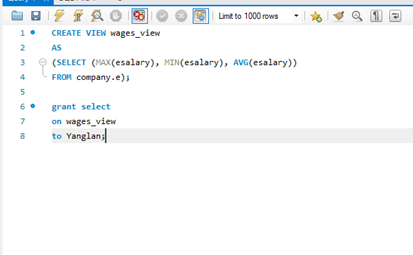 Limit to 1000 rows
1 CREATE VIEW wages_view
2 AS
3 (SELECT (MAX(esalary), MIN(esalary), AVG(esalary))
4 FROM company.e);
5
6 grant select
7 on wages_view
8 to Yanglan;